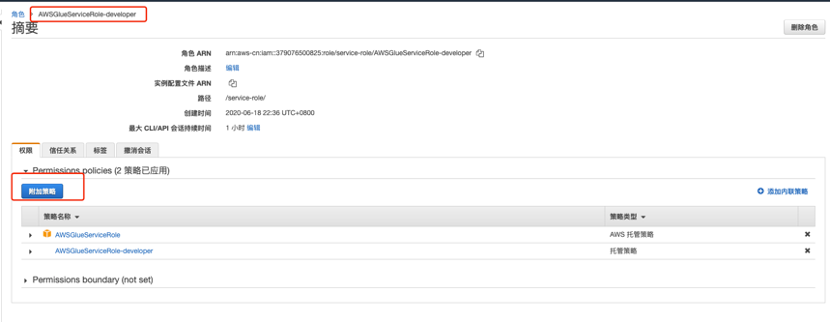 角色 AWSGlueServiceRole-developer
摘要
删除角色
角色 ARN arn:aws-cn:iam::379076500825:role/service-role/AWSGlueServiceRole-developer
角色描述 编辑
实例配置文件 ARN
路径 /service-role/
创建时间 2020-06-18 22:36 UTC+0800
最大 CLI/API 会话持续时间 1 小时 编辑
权限 信任关系 标签 撤消会话
Permissions policies (2 策略已应用)
附加策略 添加内联策略
策略名称 策略类型
AWSGlueServiceRole AWS 托管策略
AWSGlueServiceRole-developer 托管策略
Permissions boundary (not set)